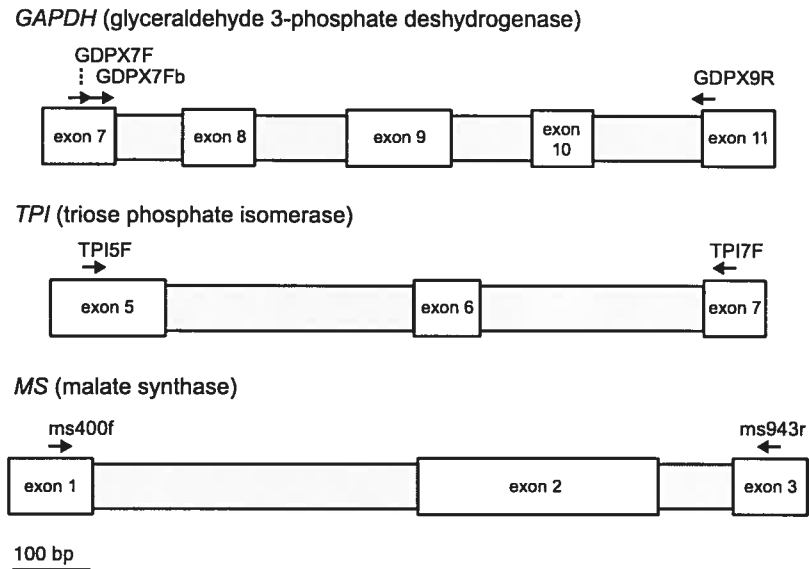 GAPDH (glyceraldehyde 3-phosphate deshydrogenase)
GDPX7F
GDPX7Fb
GDPX9R
exon 7
exon 8
exon 9
exon
10
exon 11
TPI (triose phosphate isomerase)
TPI5F
TPI7F
exon 5
exon 6
exon 7
MS (malate synthase)
ms400f
ms943r
exon 1
exon 2
exon 3
100 bp